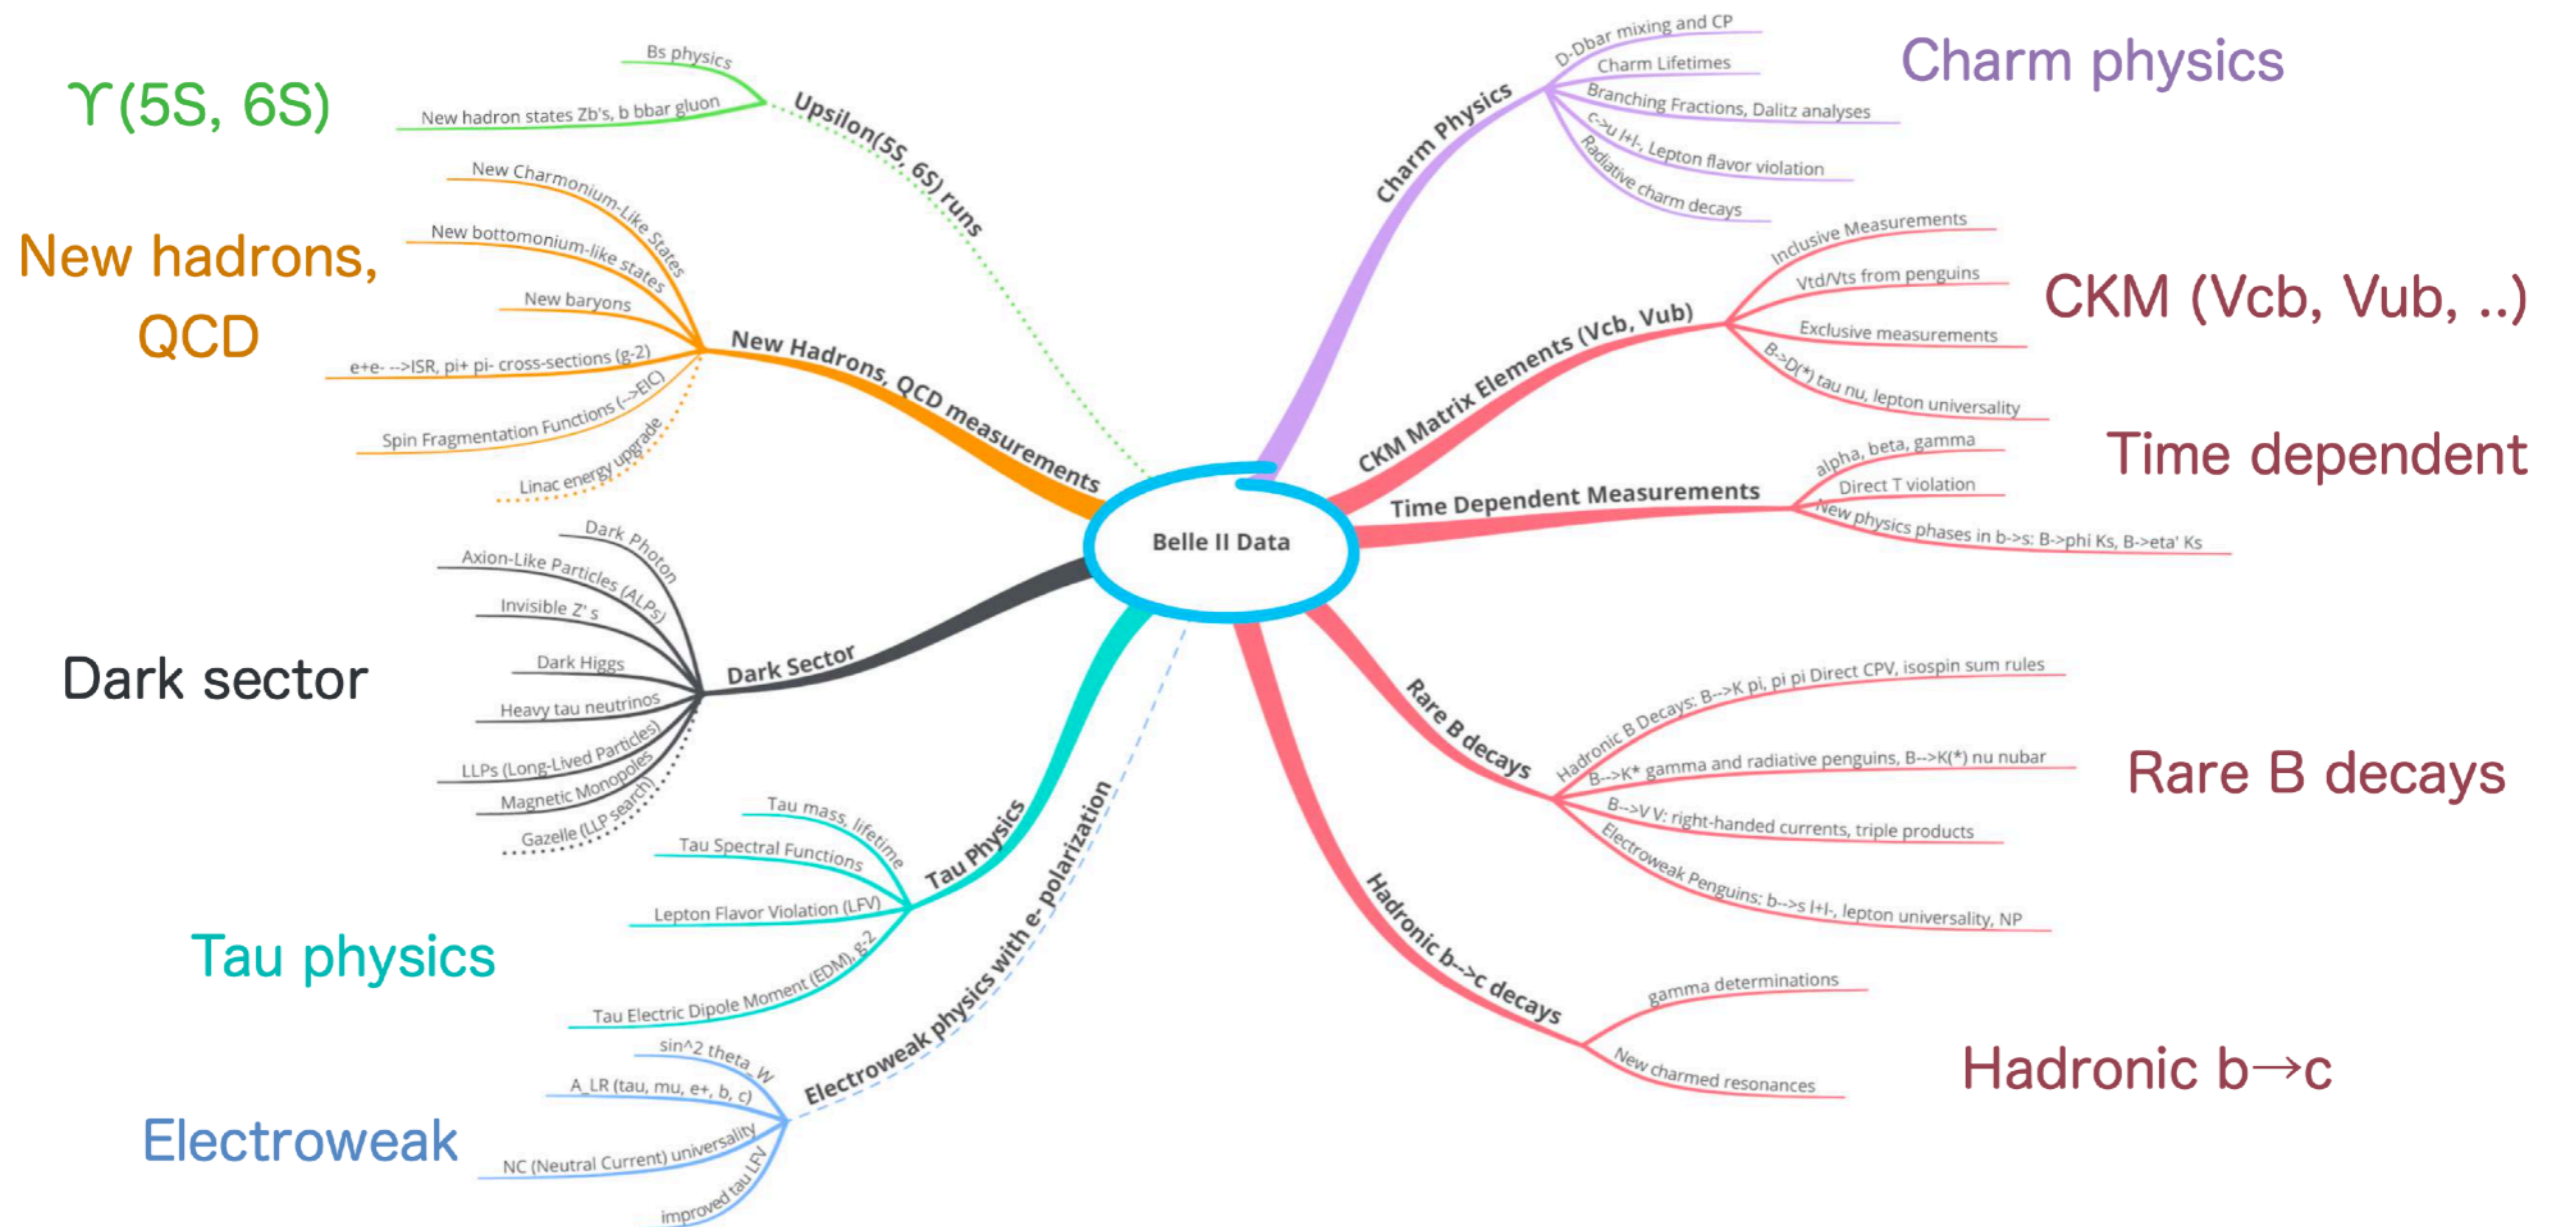 ϒ(5S, 6S)
Bs physics
New hadron states Zb's, b bbar gluon
Upsilon(5S, 6S) runs
New hadrons,
QCD
New Charmonium-Like States
New bottomonium-like states
New baryons
e+e- -->ISR, pi+ pi- cross-sections (g-2)
Spin Fragmentation Functions (-->EIC)
Linac energy upgrade
New Hadrons, QCD measurements
Dark sector
Dark Photon
Axion-Like Particles (ALPs)
Invisible Z' s
Dark Higgs
Heavy tau neutrinos
LLPs (Long-Lived Particles)
Magnetic Monopoles
Gazelle (LLP search)
Dark Sector
Tau physics
Tau mass, lifetime
Tau Spectral Functions
Lepton Flavor Violation (LFV)
Tau Electric Dipole Moment (EDM), g-2
Tau Physics
Electroweak
sin^2 theta_W
A_LR (tau, mu, e+, b, c)
NC (Neutral Current) universality
improved tau LFV
Electroweak physics with e- polarization
Belle II Data
Charm Physics
D-Dbar mixing and CP
Charm Lifetimes
Branching Fractions, Dalitz analyses
c->u l+l-, Lepton flavor violation
Radiative charm decays
Charm physics
CKM Matrix Elements (Vcb, Vub)
Inclusive Measurements
Vtd/Vts from penguins
Exclusive measurements
B->D(*) tau nu, lepton universality
CKM (Vcb, Vub, ..)
Time Dependent Measurements
alpha, beta, gamma
Direct T violation
New physics phases in b->s: B->phi Ks, B->eta' Ks
Time dependent
Rare B decays
Hadronic B Decays: B-->K pi, pi pi Direct CPV, isospin sum rules
B-->K* gamma and radiative penguins, B-->K(*) nu nubar
B-->V V: right-handed currents, triple products
Electroweak Penguins: b-->s l+l-, lepton universality, NP
Rare B decays
Hadronic b-->c decays
gamma determinations
New charmed resonances
Hadronic b→c